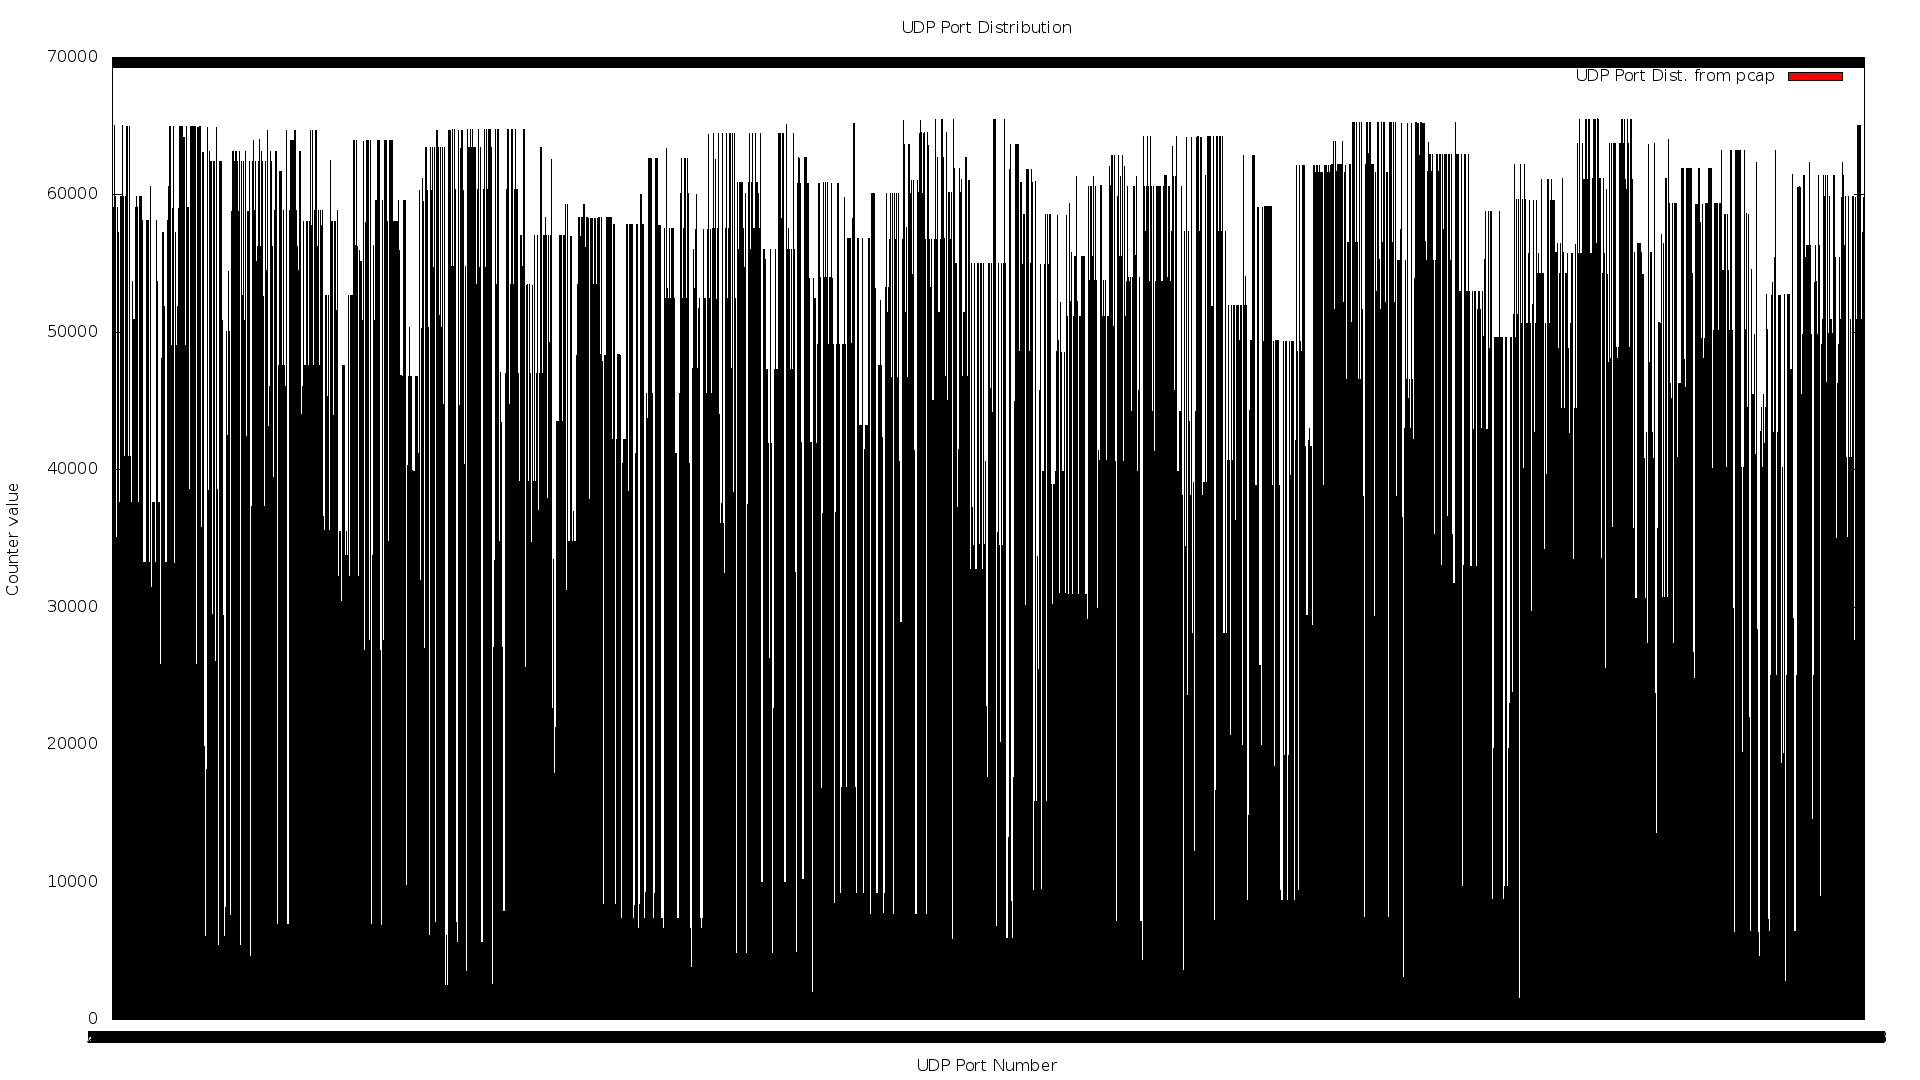 UDP Port Distribution
70000
UDP Port Dist. from pcap
60000
50000
40000
30000
20000
10000
0
Counter value
UDP Port Number